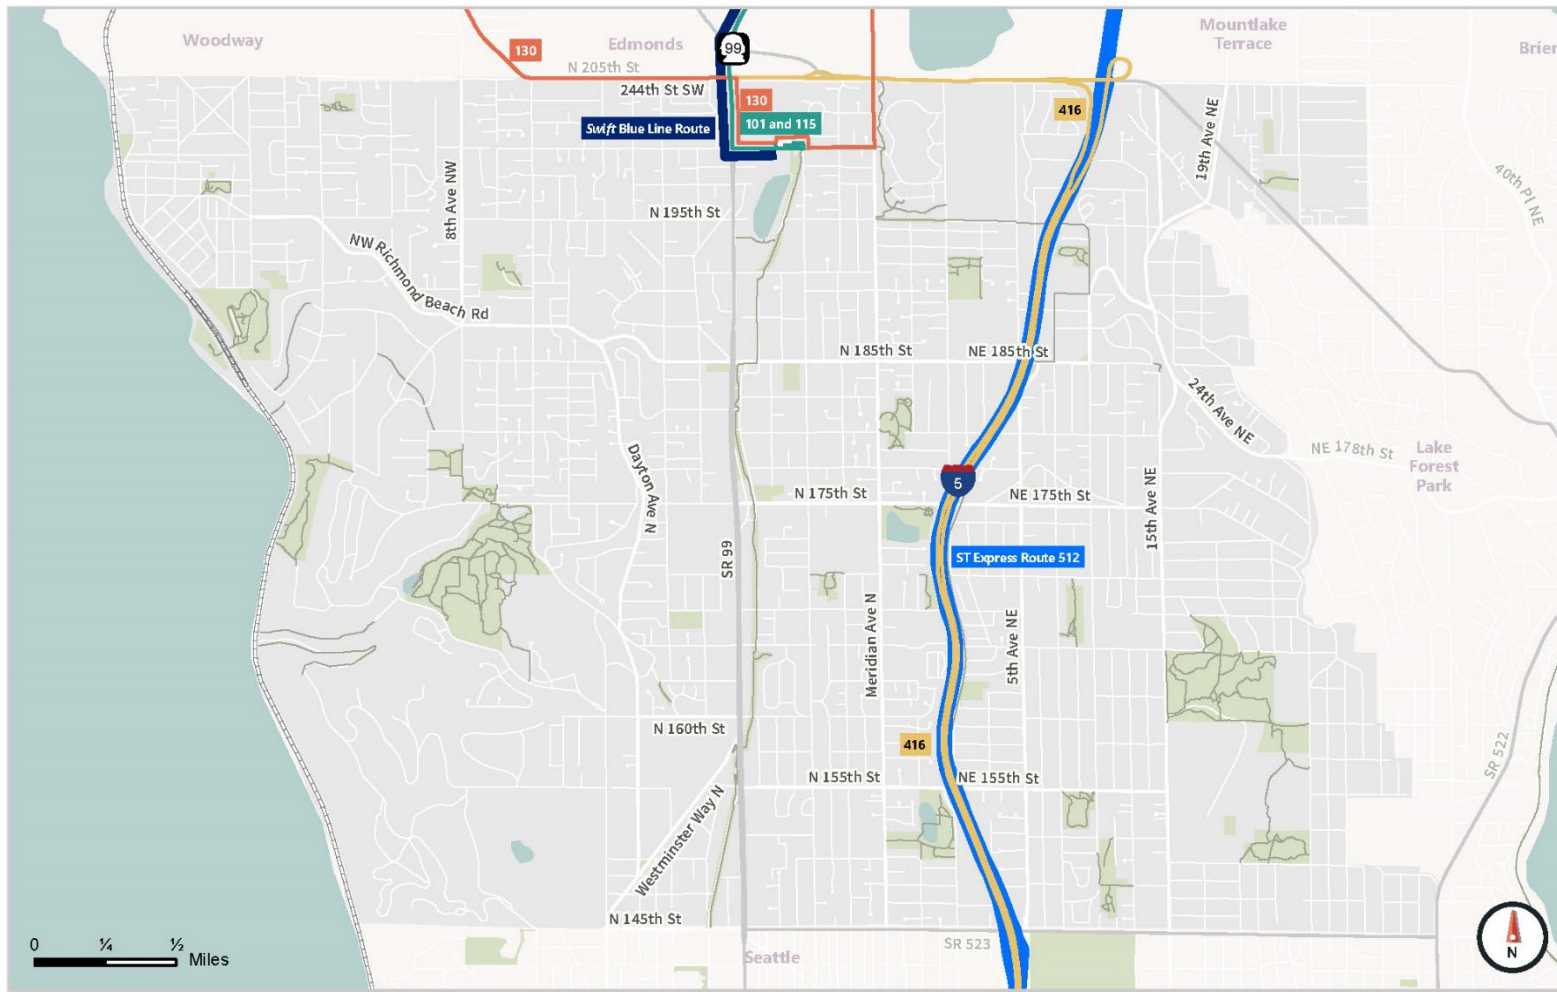 Woodway
Edmonds
Mountlake
Terrace
Brier
130
99
N 205th St
244th St SW
130
416
101 and 115
Swift Blue Line Route
19th Ave NE
40th Pl NE
8th Ave NW
N 195th St
NW Richmond Beach Rd
N 185th St
NE 185th St
24th Ave NE
Dayton Ave N
NE 178th St
Lake
Forest
Park
5
N 175th St
NE 175th St
15th Ave NE
SR 99
ST Express Route 512
Meridian Ave N
5th Ave NE
N 160th St
416
SR 522
N 155th St
NE 155th St
Westminster Way N
N 145th St
SR 523
Seattle
0 ¼ ½
Miles
N